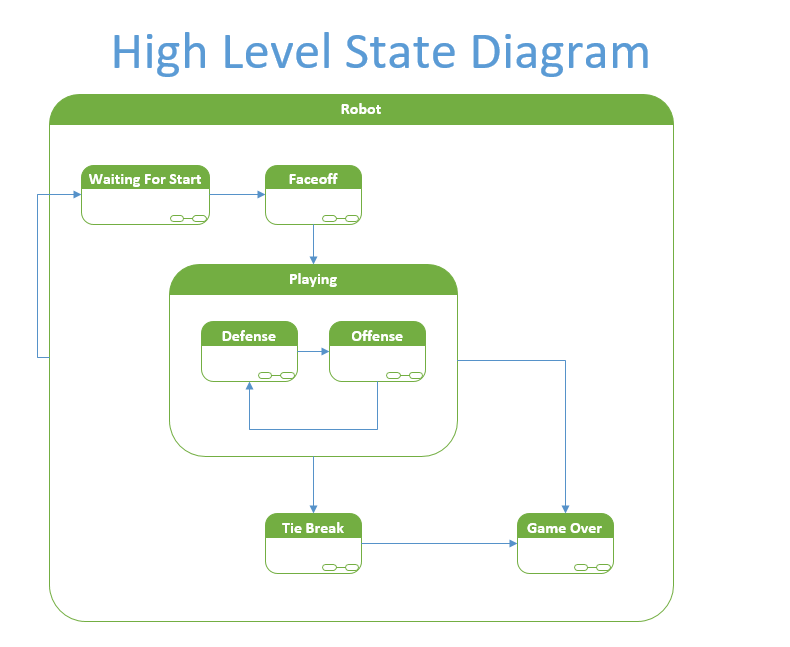 High Level State Diagram
Robot
Waiting For Start
Faceoff
Playing
Defense
Offense
Tie Break
Game Over